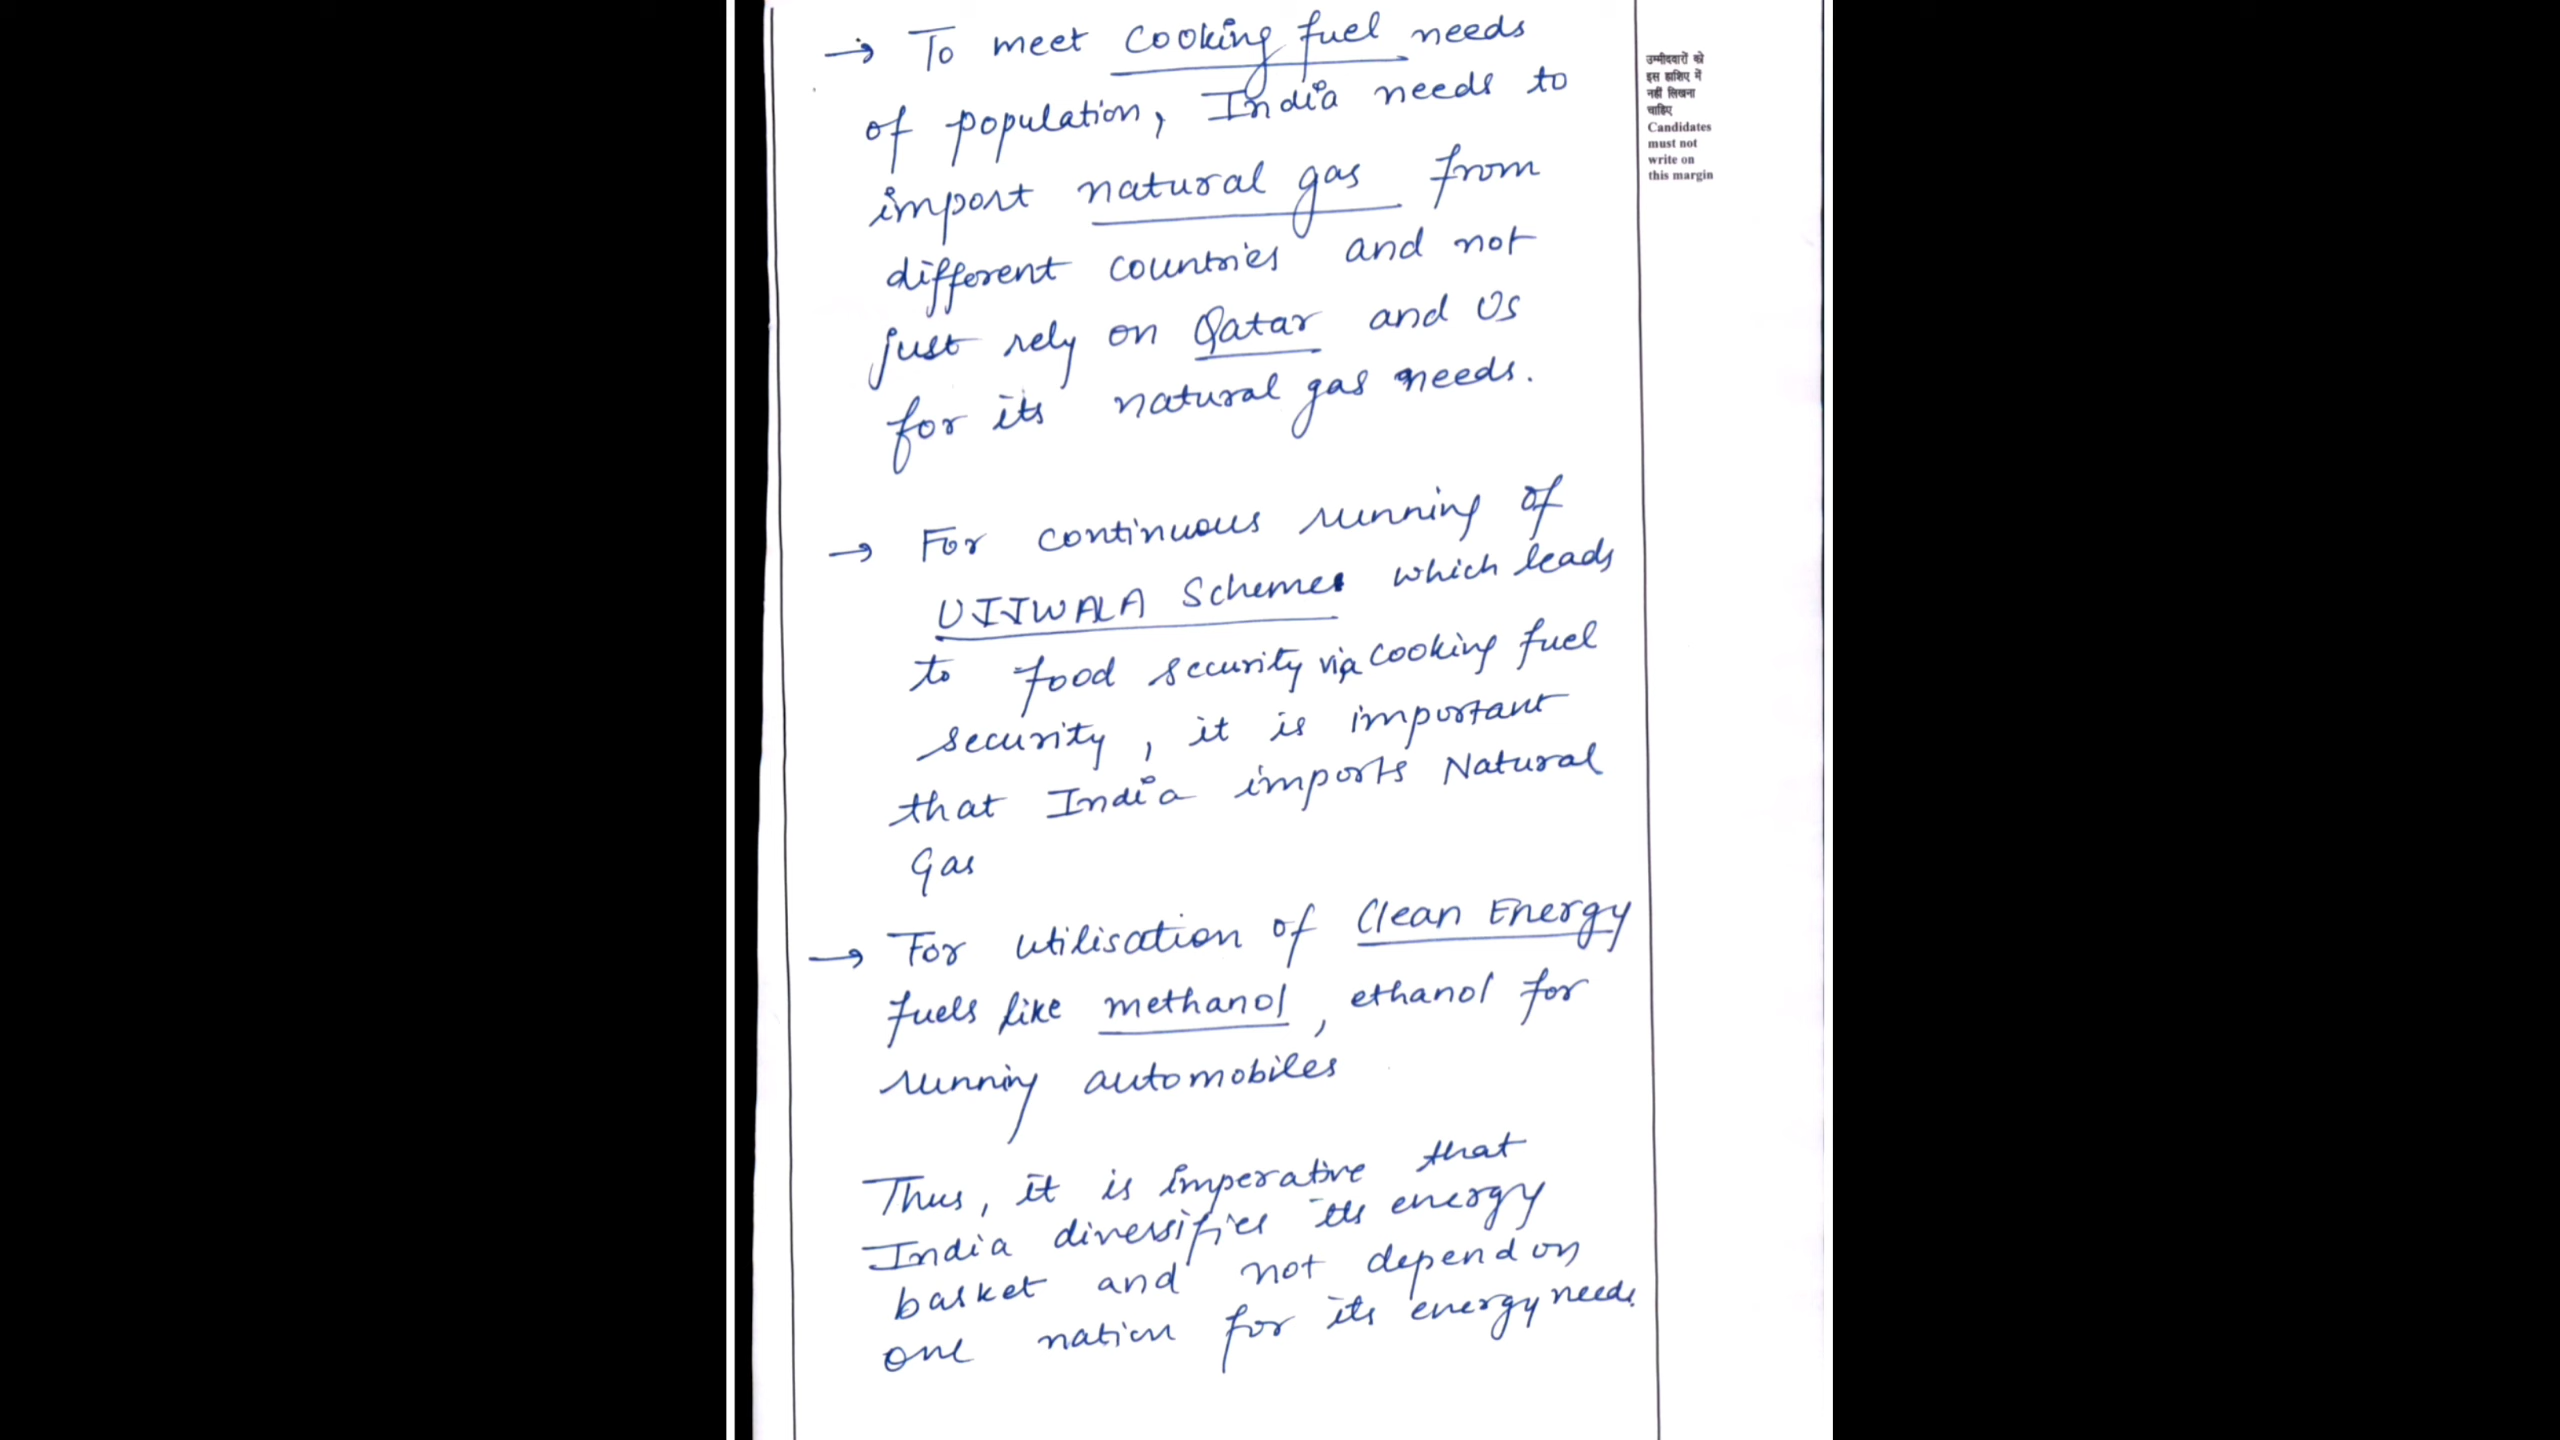 → To meet cooking fuel needs
of population, India needs to
import natural gas from
different countries and not
just rely on Qatar and US
for its natural gas needs.
→ For continuous running of
UJJWALA Scheme which leads
to food security via cooking fuel
security, it is important
that India imports Natural
Gas
→ For utilisation of Clean Energy
fuels like methanol, ethanol for
running automobiles
Thus, it is imperative that
India diversifies its energy
basket and not depend on
one nation for its energy needs.
उम्मीदवारों को
इस हाशिए में
नहीं लिखना
चाहिए
Candidates
must not
write on
this margin